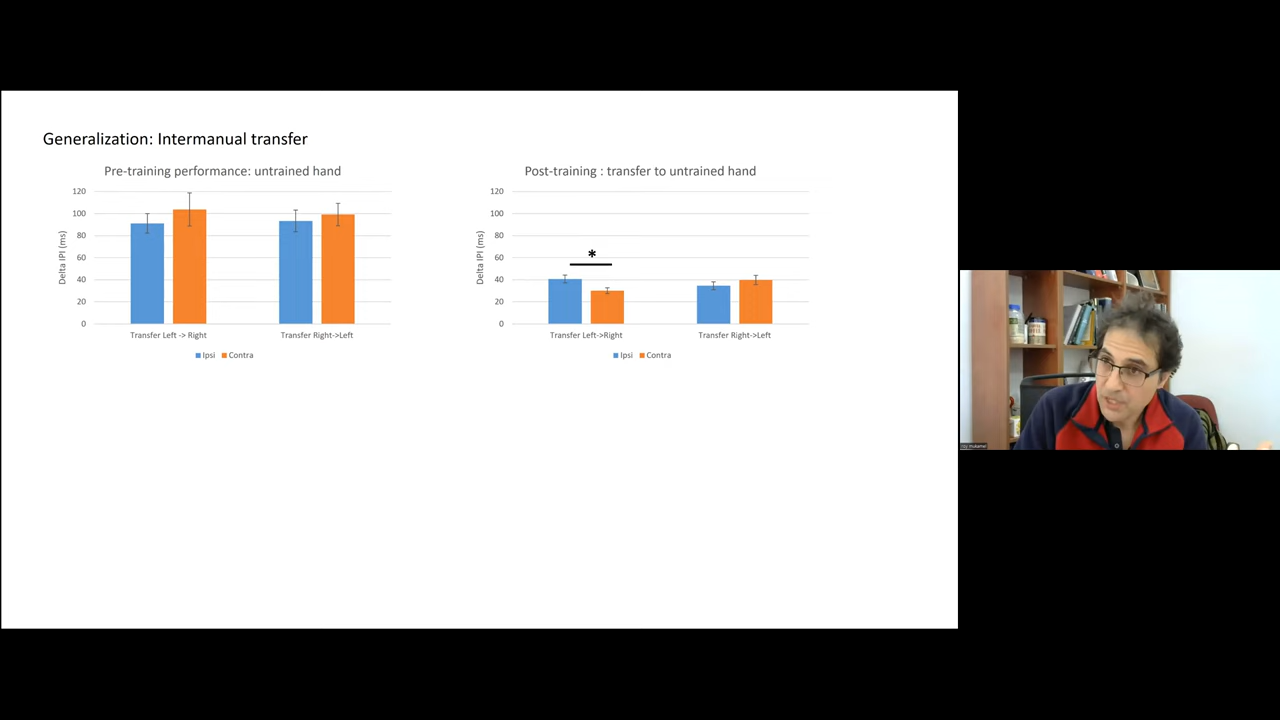 Generalization: Intermanual transfer
Pre-training performance: untrained hand
120
100
80
60
40
20
0
Delta IPI (ms)
Transfer Left -> Right
Transfer Right->Left
Ipsi
Contra
Post-training : transfer to untrained hand
120
100
80
60
40
20
0
Delta IPI (ms)
*
Transfer Left->Right
Transfer Right->Left
Ipsi
Contra